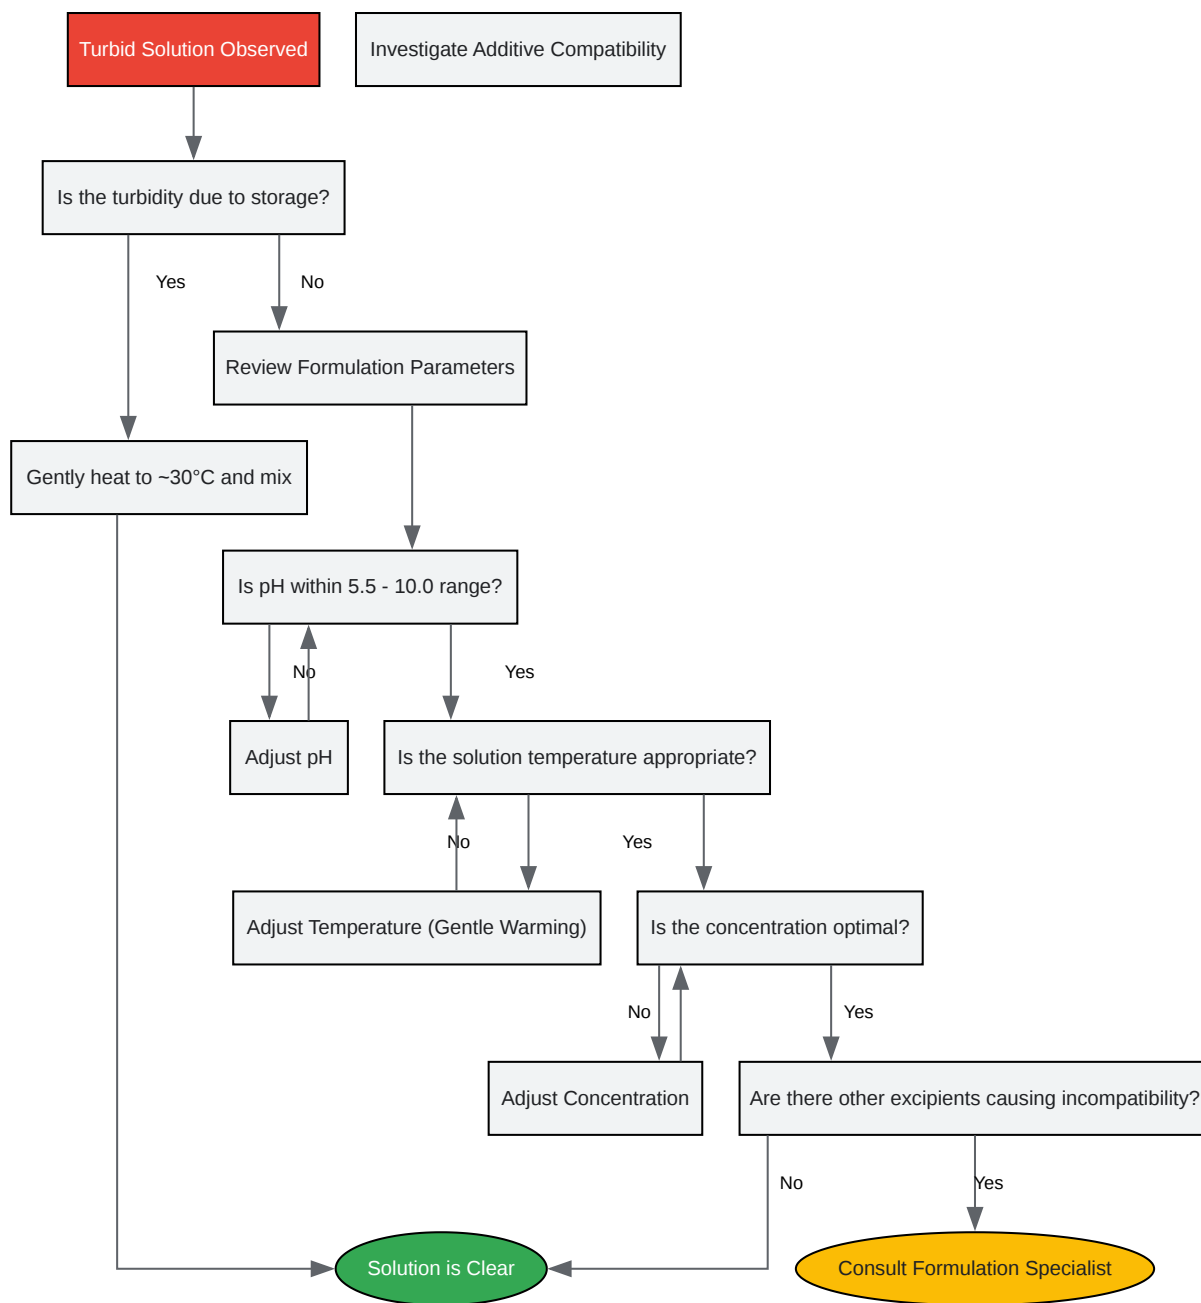 Turbid Solution Observed
Investigate Additive Compatibility
Is the turbidity due to storage?
Yes
No
Review Formulation Parameters
Gently heat to ~30°C and mix
Is pH within 5.5 - 10.0 range?
No
Yes
Adjust pH
Is the solution temperature appropriate?
No
Yes
Adjust Temperature (Gentle Warming)
Is the concentration optimal?
No
Yes
Adjust Concentration
Are there other excipients causing incompatibility?
No
Yes
Solution is Clear
Consult Formulation Specialist